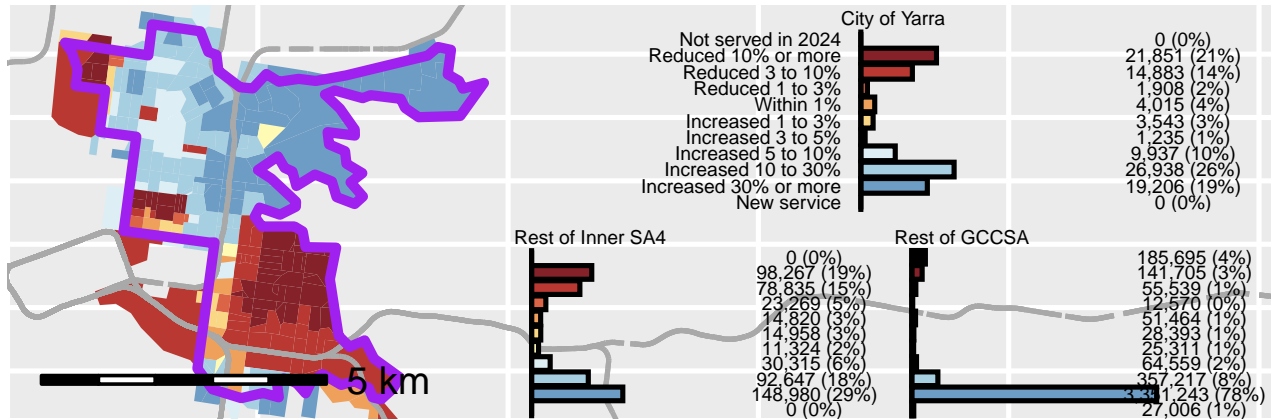 City of Yarra
Not served in 2024 0 (0%)
Reduced 10% or more 21,851 (21%)
Reduced 3 to 10% 14,883 (14%)
Reduced 1 to 3% 1,908 (2%)
Within 1% 4,015 (4%)
Increased 1 to 3% 3,543 (3%)
Increased 3 to 5% 1,235 (1%)
Increased 5 to 10% 9,937 (10%)
Increased 10 to 30% 26,938 (26%)
Increased 30% or more 19,206 (19%)
New service 0 (0%)
Rest of Inner SA4
0 (0%)
98,267 (19%)
78,835 (15%)
23,269 (5%)
14,820 (3%)
14,958 (3%)
11,324 (2%)
30,315 (6%)
92,647 (18%)
148,980 (29%)
0 (0%)
Rest of GCCSA
185,695 (4%)
141,705 (3%)
55,539 (1%)
12,570 (0%)
51,464 (1%)
28,393 (1%)
25,311 (1%)
64,559 (2%)
357,217 (8%)
(78%)
(1%)
5 km